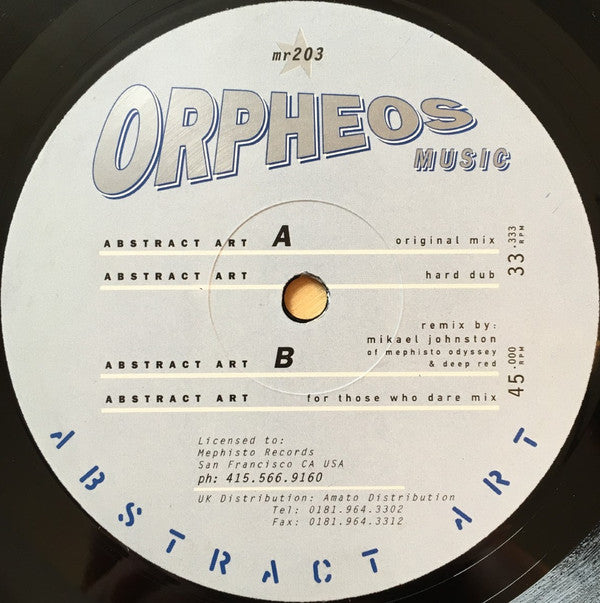 mr203
ORPHEOS
MUSIC
ABSTRACT ART A original mix
ABSTRACT ART hard dub
33.333 RPM
remix by:
mikael johnston
of mephisto odyssey
ABSTRACT ART B & deep red
ABSTRACT ART for those who dare mix
45.000 RPM
Licensed to:
Mephisto Records
San Francisco CA USA
ph: 415.566.9160
UK Distribution: Amato Distribution
Tel: 0181.964.3302
Fax: 0181.964.3312
ABSTRACT ART